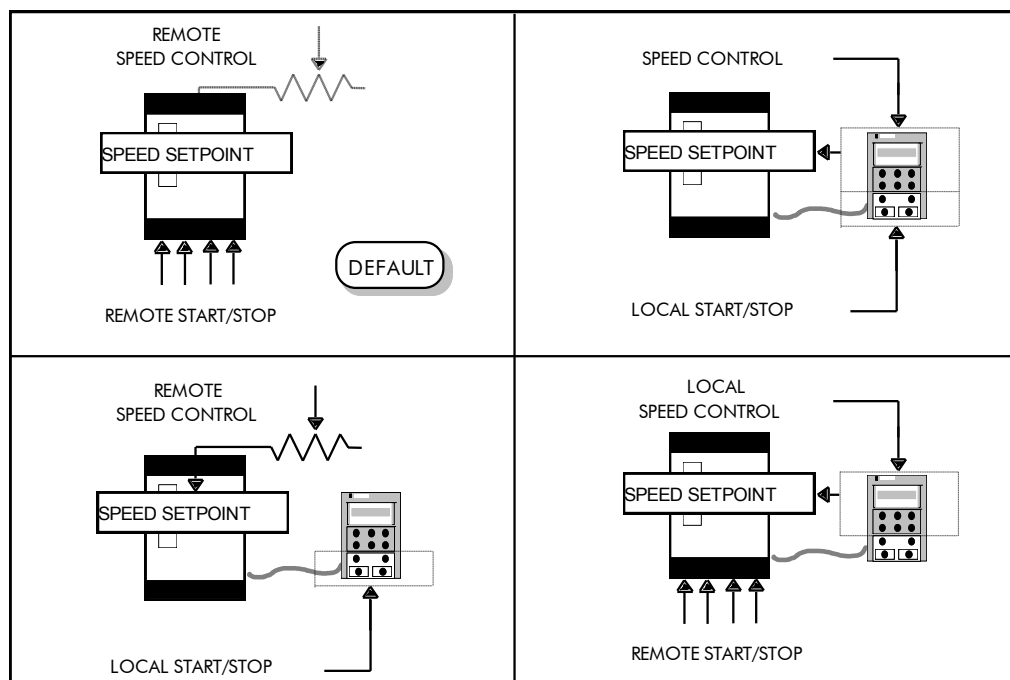 REMOTE
SPEED CONTROL
SPEED SETPOINT
DEFAULT
REMOTE START/STOP
SPEED CONTROL
SPEED SETPOINT
LOCAL START/STOP
REMOTE
SPEED CONTROL
SPEED SETPOINT
LOCAL START/STOP
LOCAL
SPEED CONTROL
SPEED SETPOINT
REMOTE START/STOP